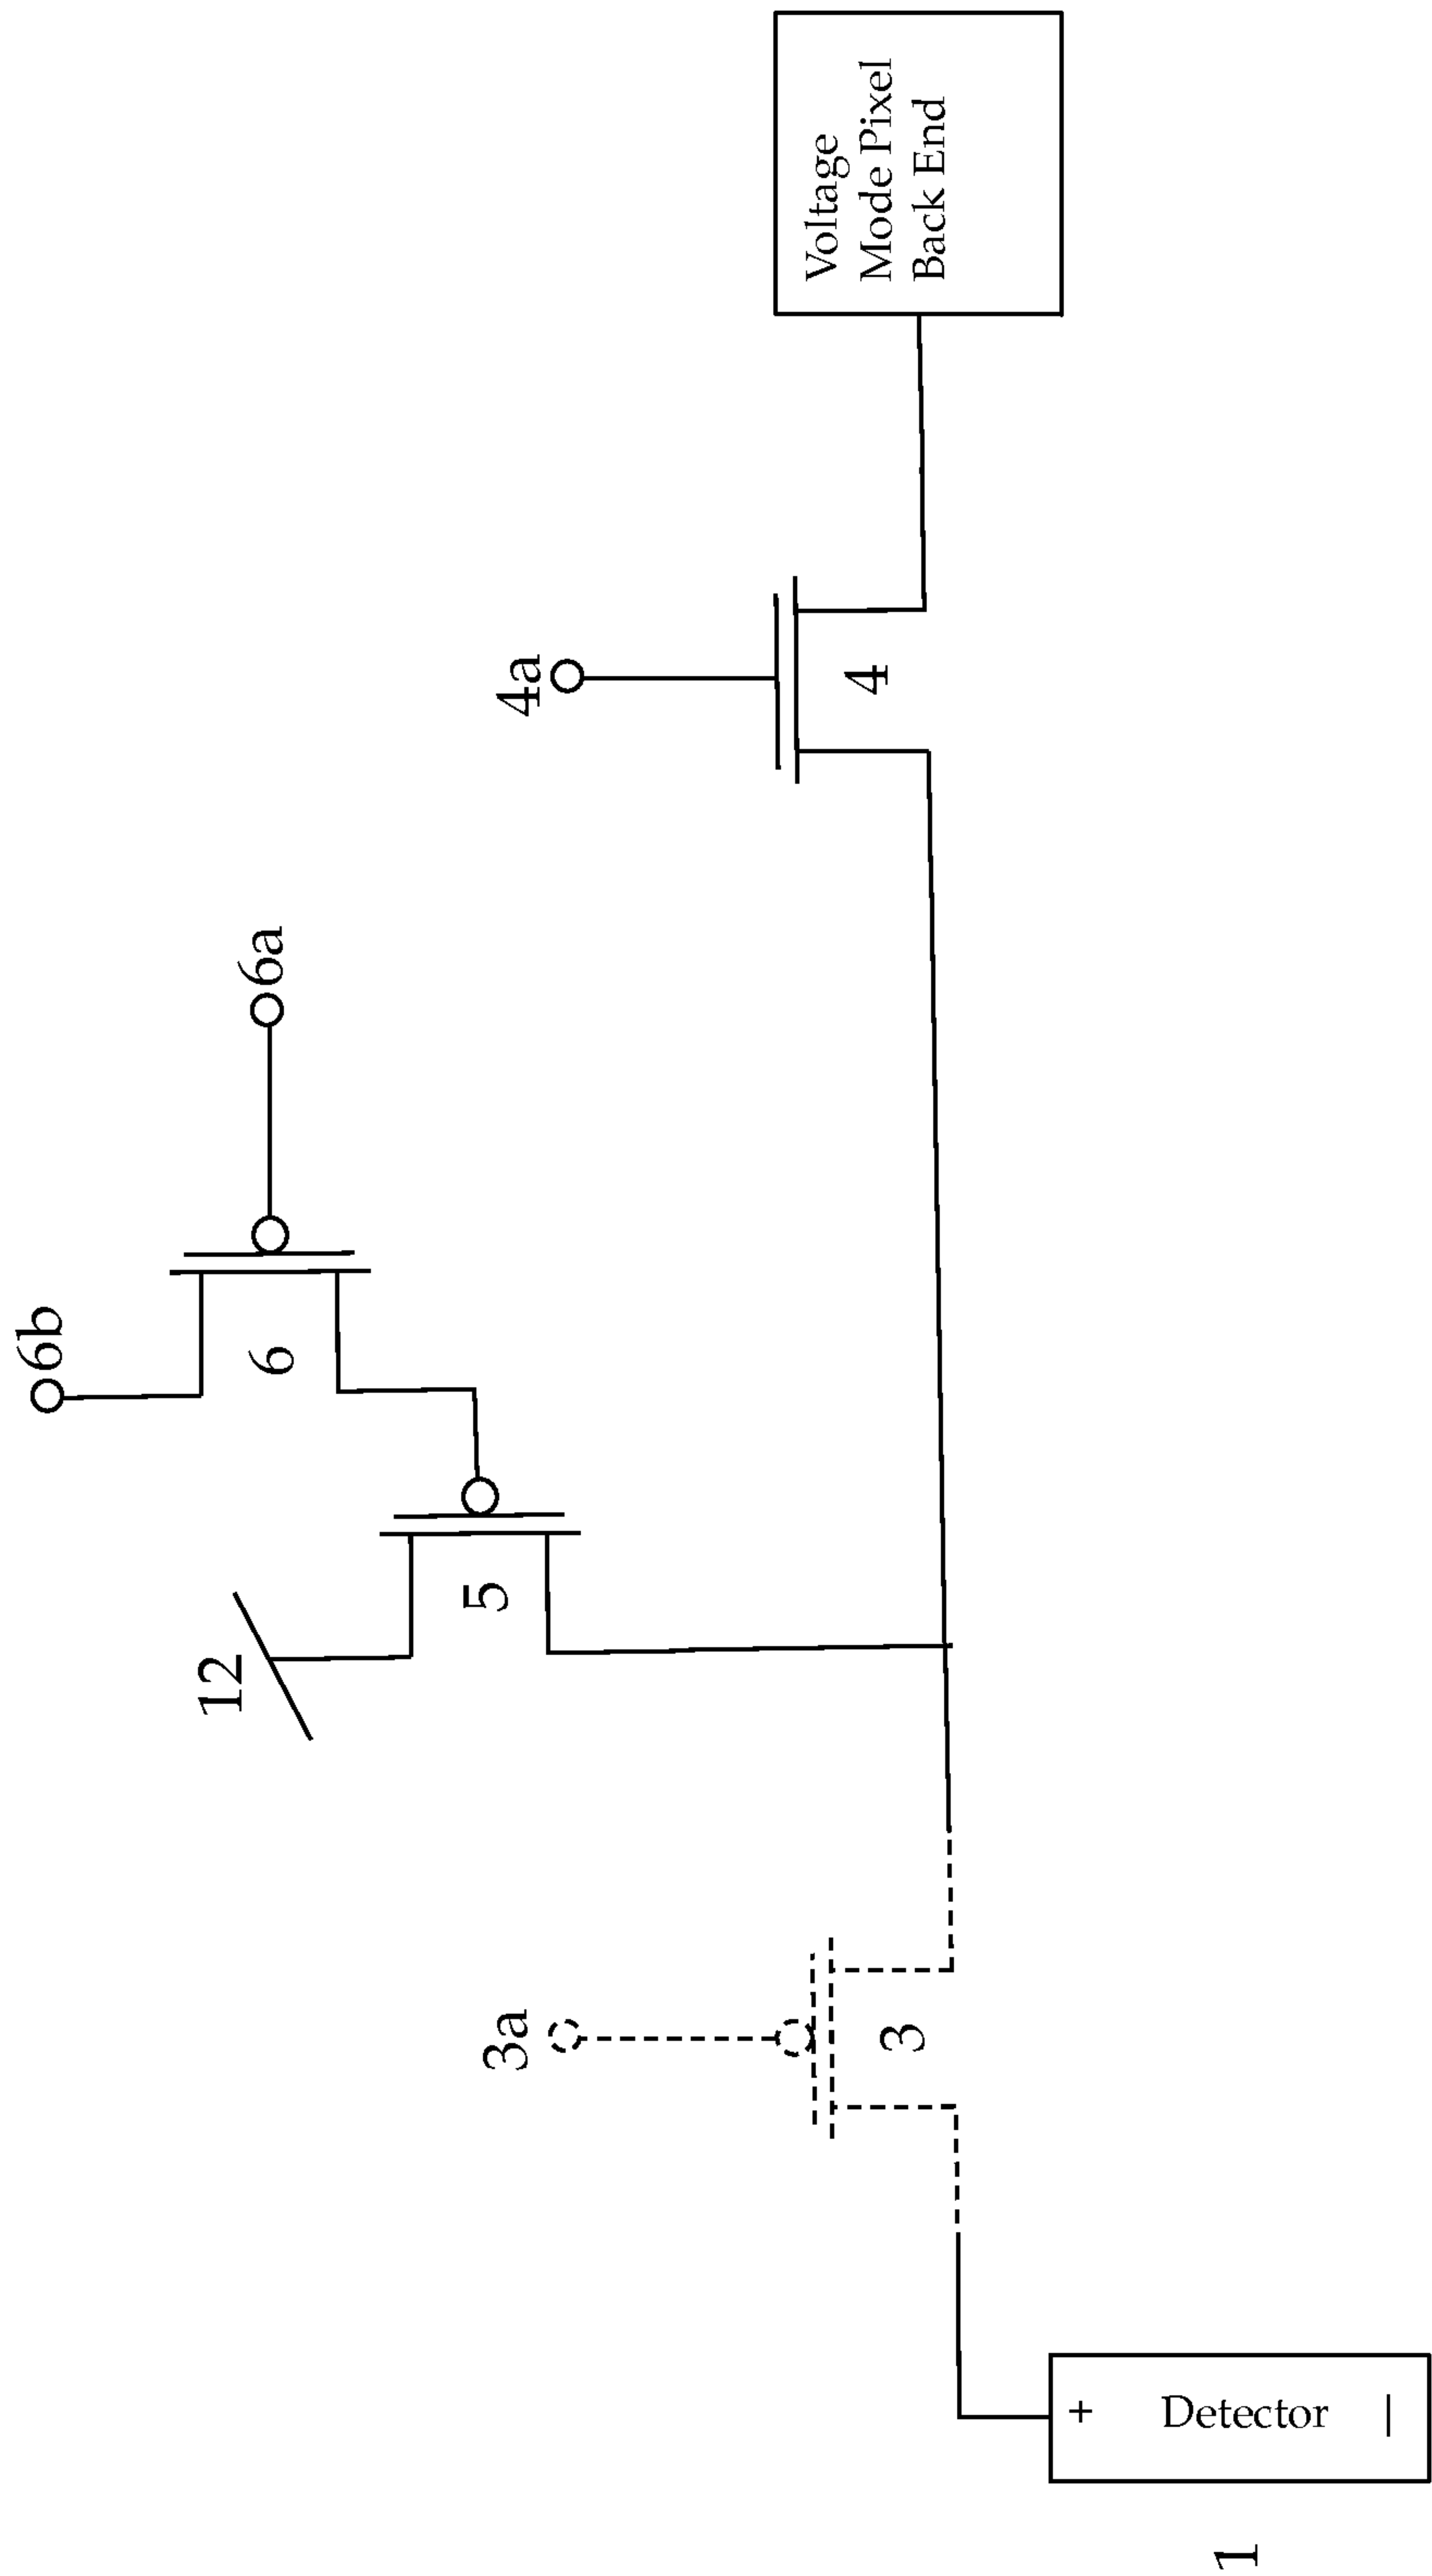 12
6b
6
6a
5
3a
3
4a
4
Voltage
Mode Pixel
Back End
+
Detector
—
1